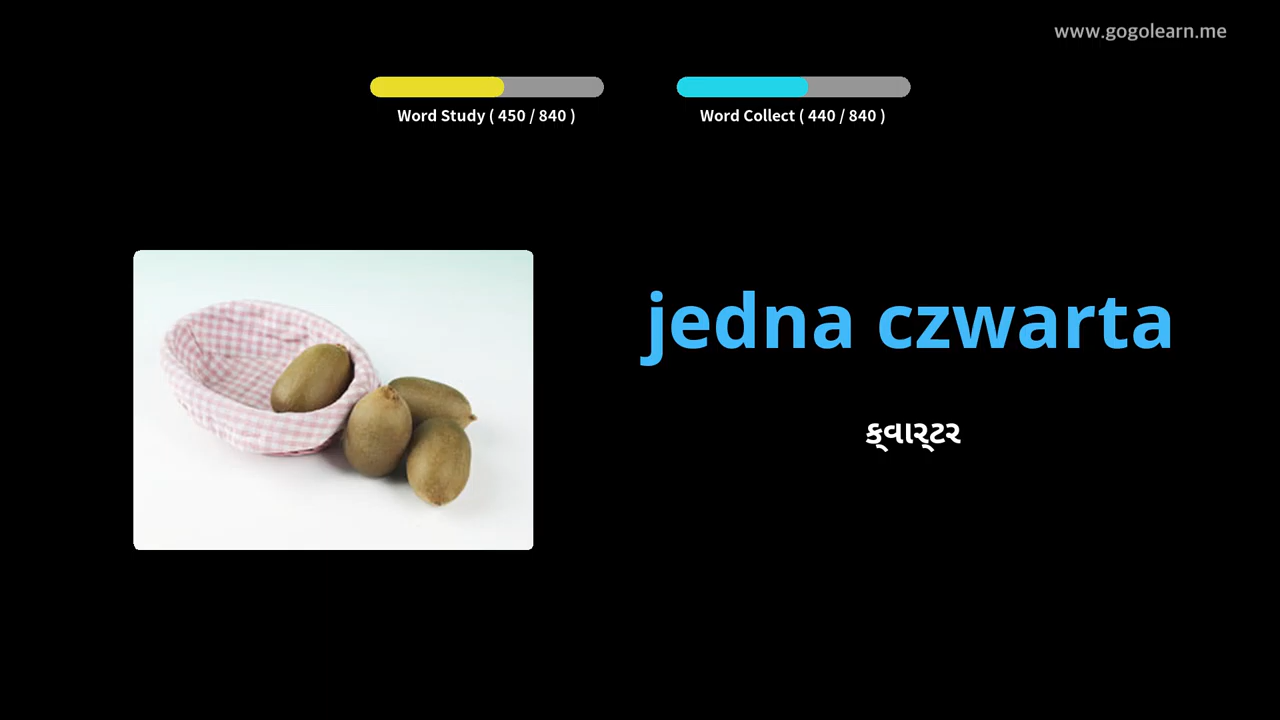 www.gogolearn.me
Word Study ( 450 / 840 )
Word Collect ( 440 / 840 )
jedna czwarta
ક્વાર્ટર